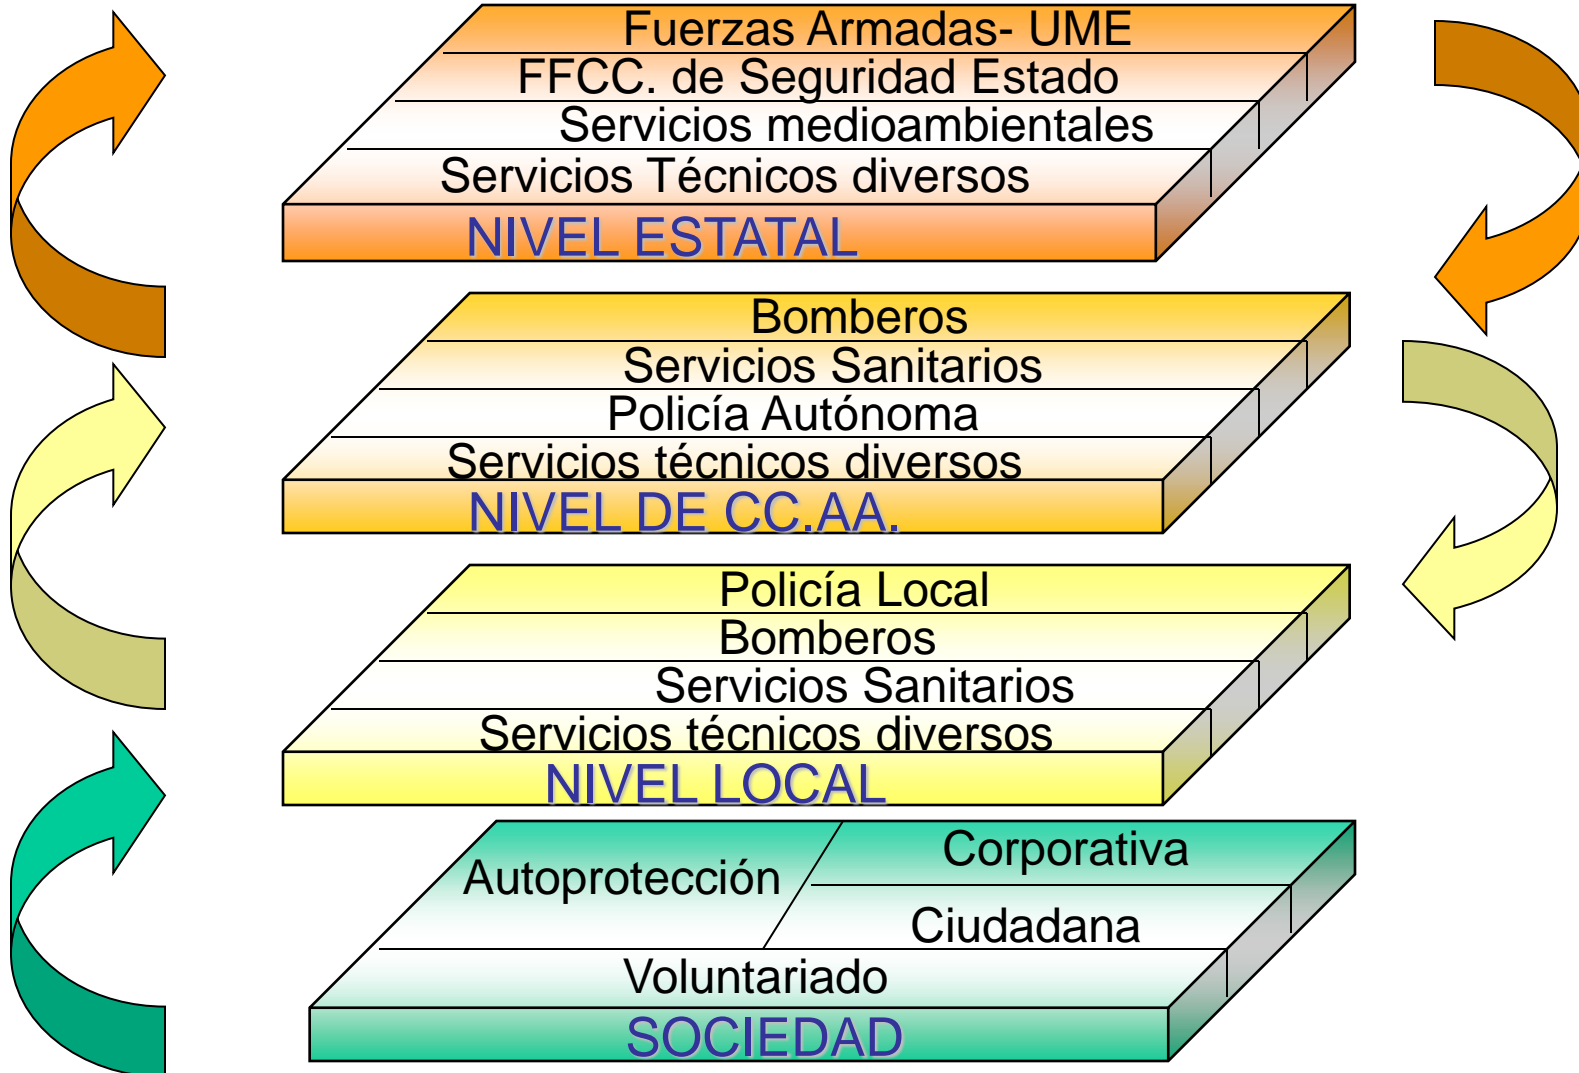 Fuerzas Armadas- UME
FFCC. de Seguridad Estado
Servicios medioambientales
Servicios Técnicos diversos
NIVEL ESTATAL
Bomberos
Servicios Sanitarios
Policía Autónoma
Servicios técnicos diversos
NIVEL DE CC.AA.
Policía Local
Bomberos
Servicios Sanitarios
Servicios técnicos diversos
NIVEL LOCAL
Autoprotección
Corporativa
Ciudadana
Voluntariado
SOCIEDAD